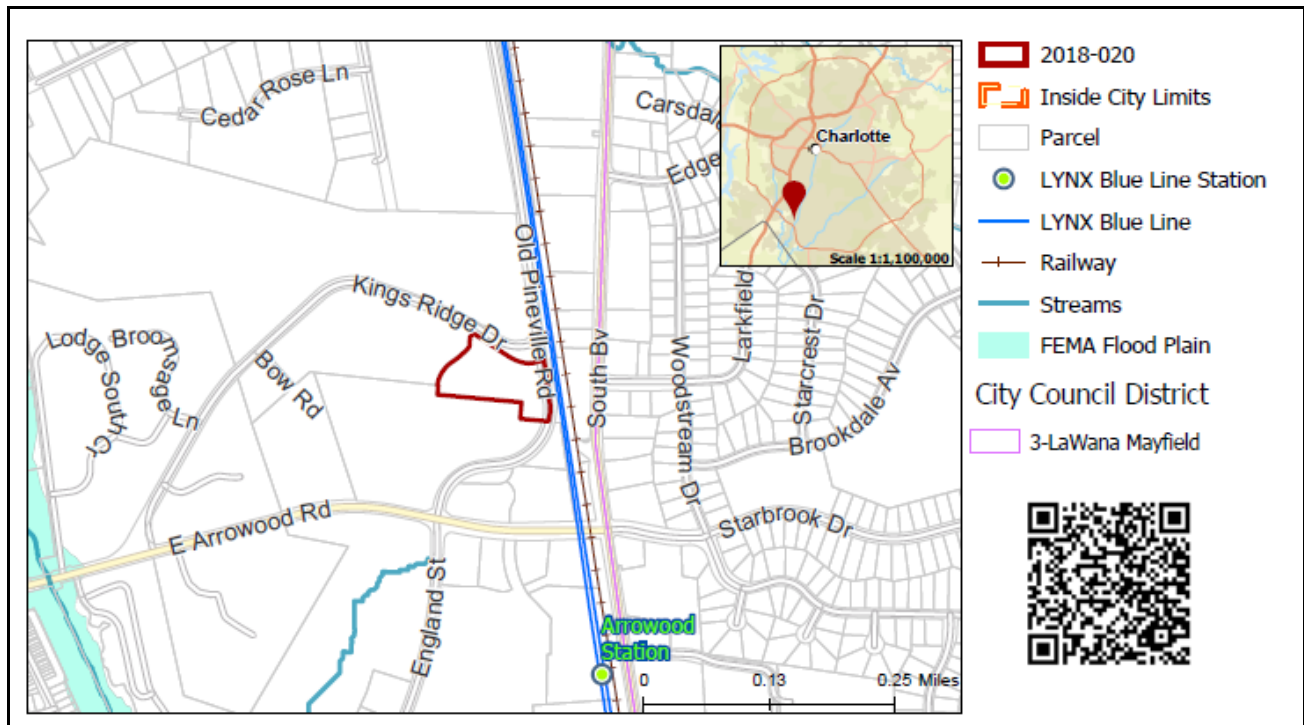 Cedar Rose Ln
Carsdale
Edge
Charlotte
Scale 1:1,100,000
Old Pineville Rd
Kings Ridge Dr
South Bv
Larkfield
Starcrest Dr
Woodstream Dr
Brookdale Av
Lodge South Cr
Broomsage Ln
Bow Rd
E Arrowood Rd
Starbrook Dr
England St
Arrowood
Station
0 0.13 0.25 Miles
2018-020
Inside City Limits
Parcel
LYNX Blue Line Station
LYNX Blue Line
Railway
Streams
FEMA Flood Plain
City Council District
3-LaWana Mayfield